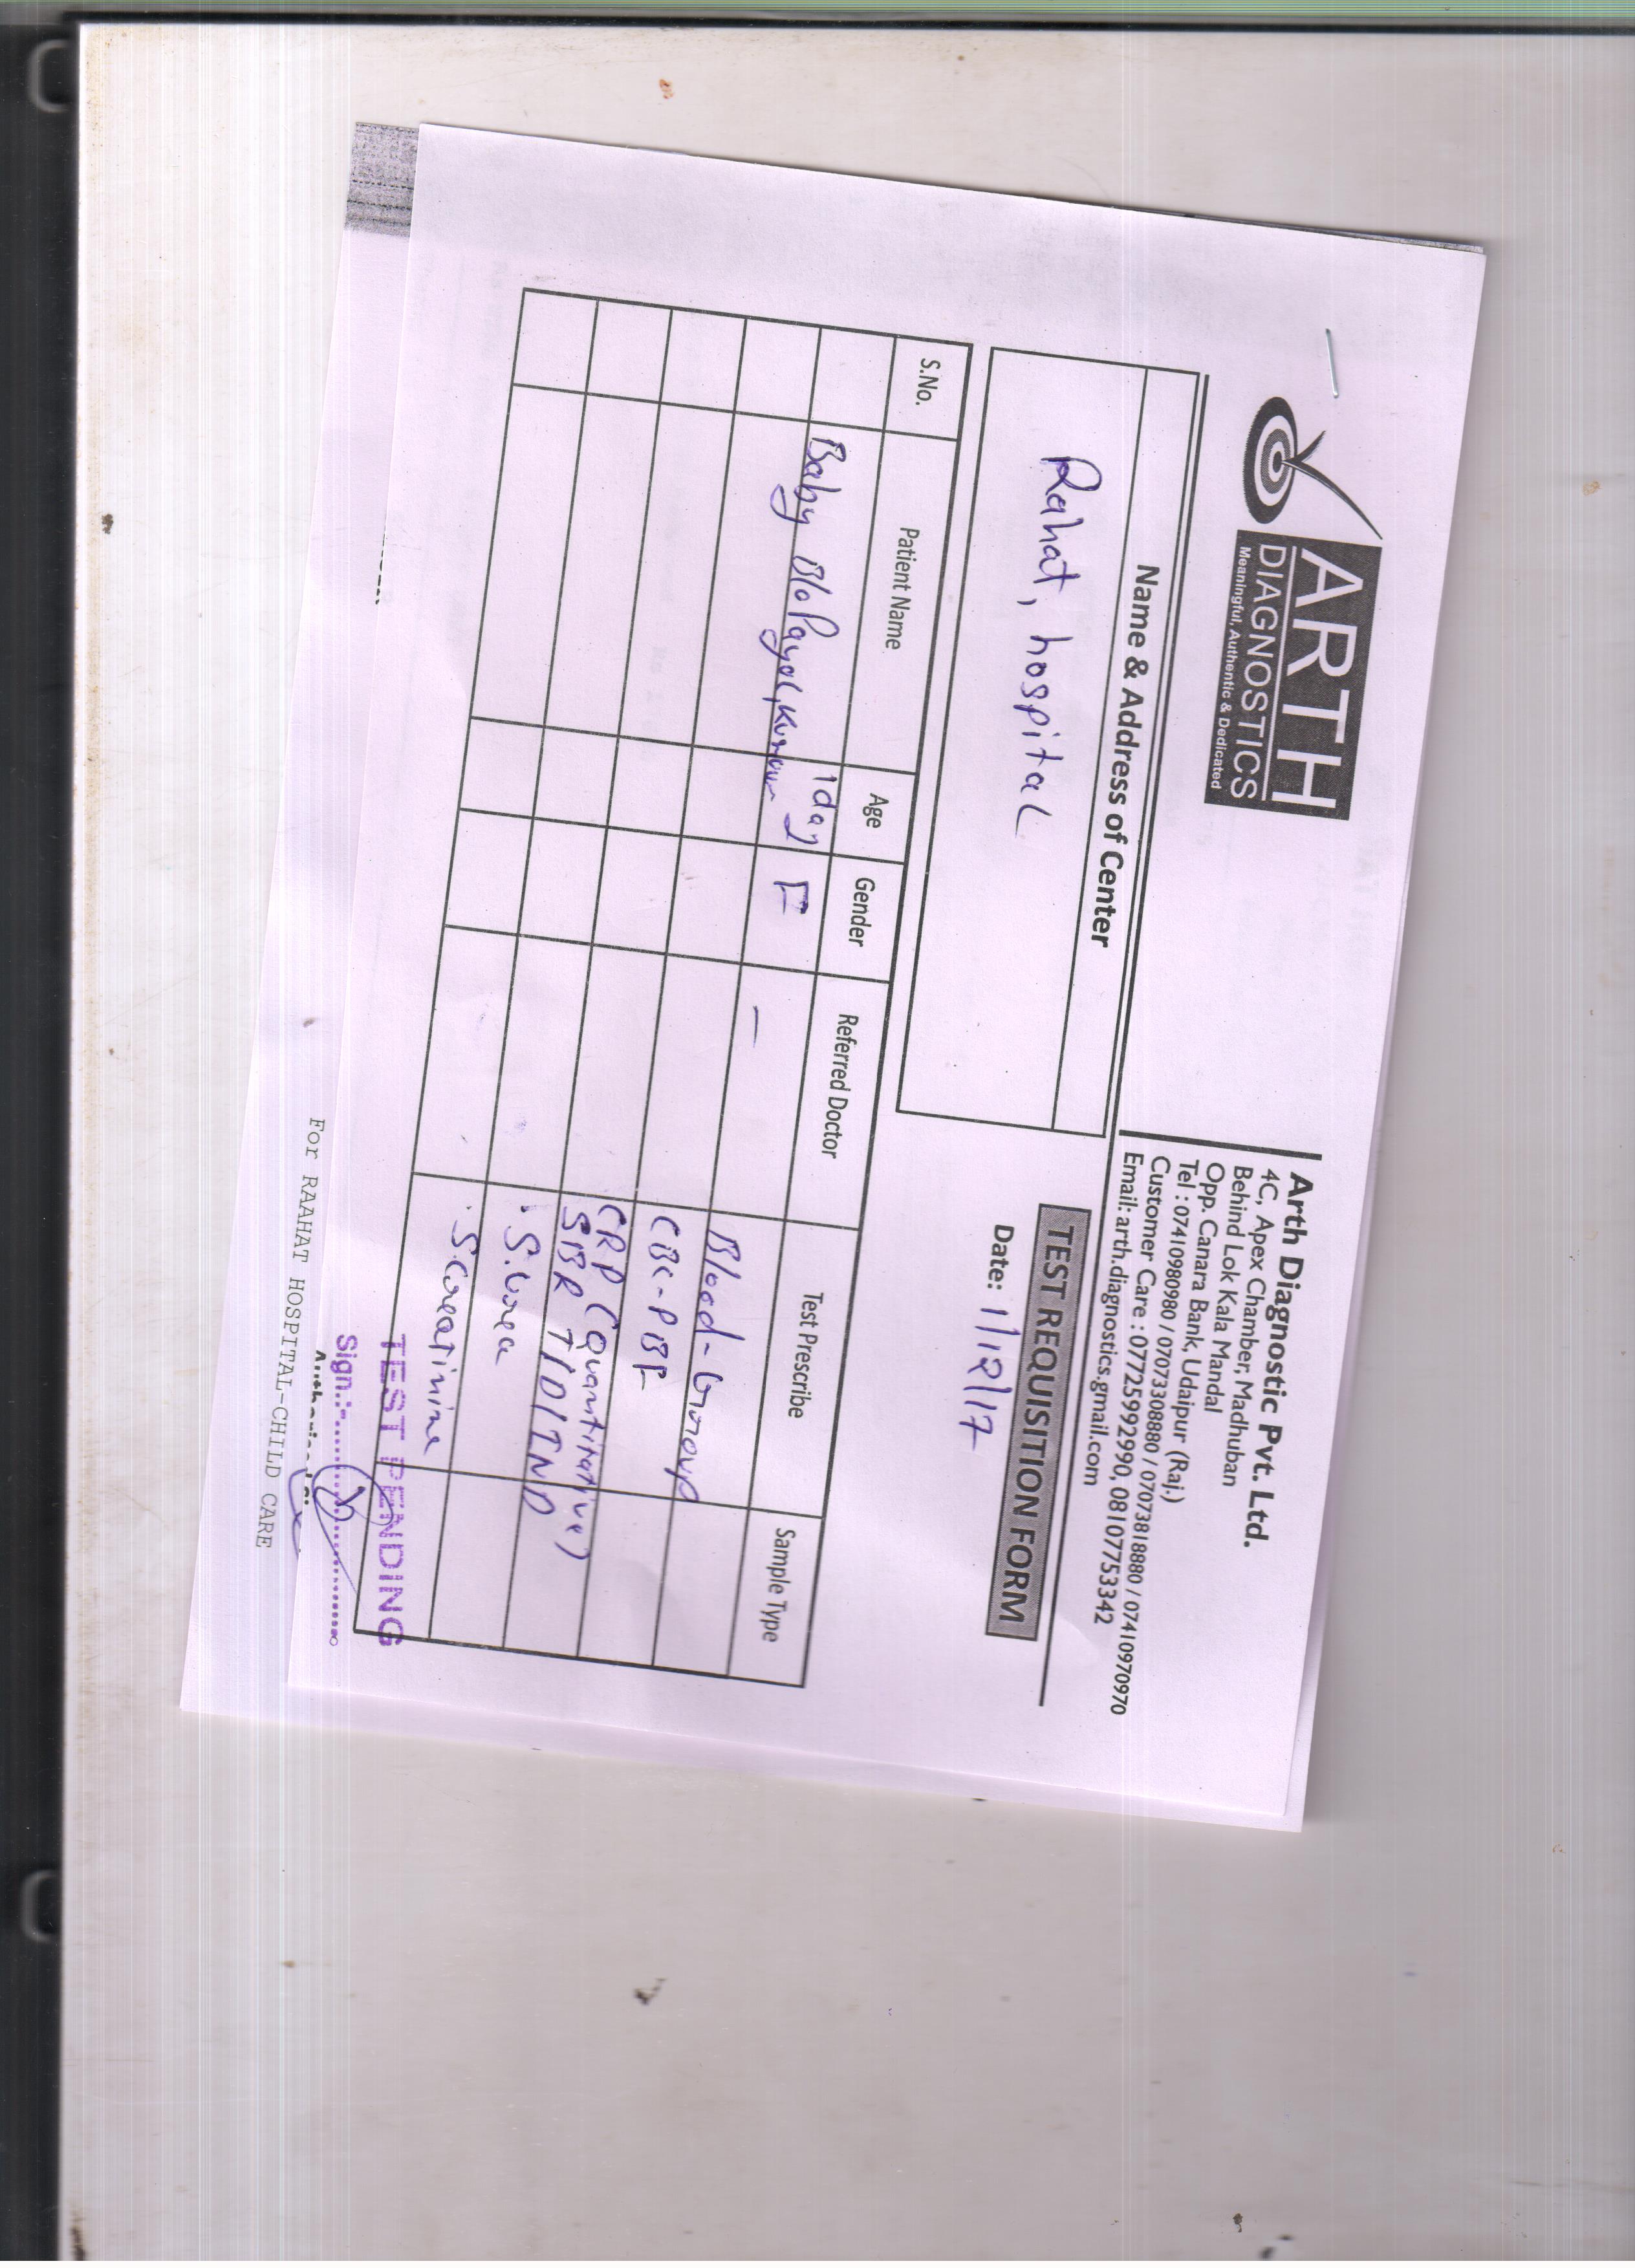 ARTH
DIAGNOSTICS
Meaningful, Authentic & Dedicated
Arth Diagnostic Pvt. Ltd.
4C, Apex Chamber, Madhuban
Behind Lok Kala Mandal
Opp. Canara Bank, Udaipur (Raj.)
Tel : 07410980980 / 07073308880 / 07073818880 / 07410970970
Customer Care : 07725992990, 08107753342
Email: arth.diagnostics.gmail.com
Name & Address of Center
Rahat, hospital
TEST REQUISITION FORM
Date: 1/12/17
S.No. Patient Name Age Gender Referred Doctor Test Prescribe Sample Type
Baby B/o Payal, 1 day F - Blood-Group
CBC-PBF
CRP (Quantitative)
SBR T/D/IND
S.Urea
S.Creatinine
TEST PENDING
Sign.:-
For RAAHAT HOSPITAL-CHILD CARE